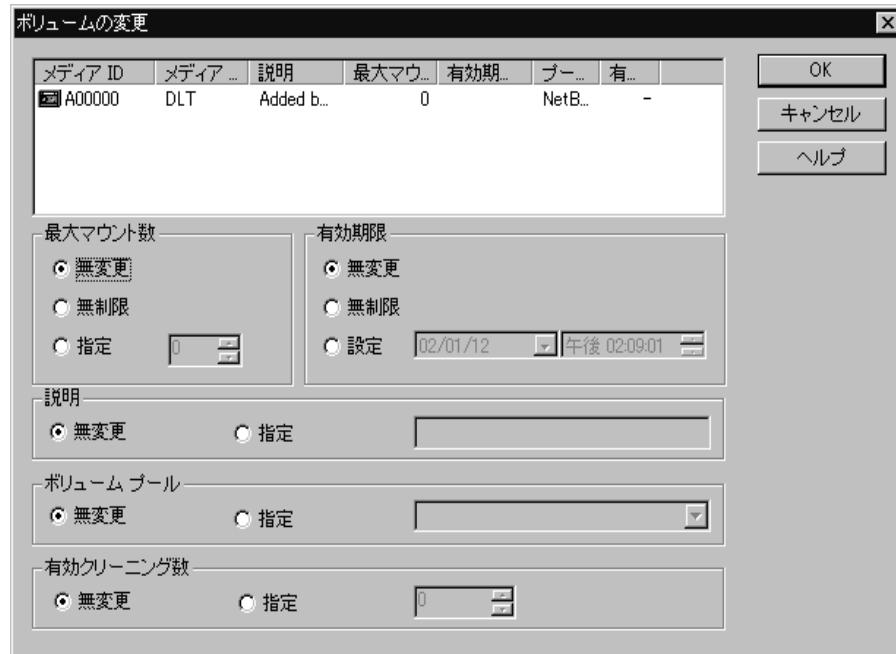 ボリュームの変更
メディア ID メディア ... 説明 最大マウ... 有効期... プー... 有...
A00000 DLT Added b... 0 NetB... -
OK
キャンセル
ヘルプ
最大マウント数
無変更
無制限
指定 0
有効期限
無変更
無制限
設定 02/01/12 午後 02:09:01
説明
無変更 指定
ボリューム プール
無変更 指定
有効クリーニング数
無変更 指定 0